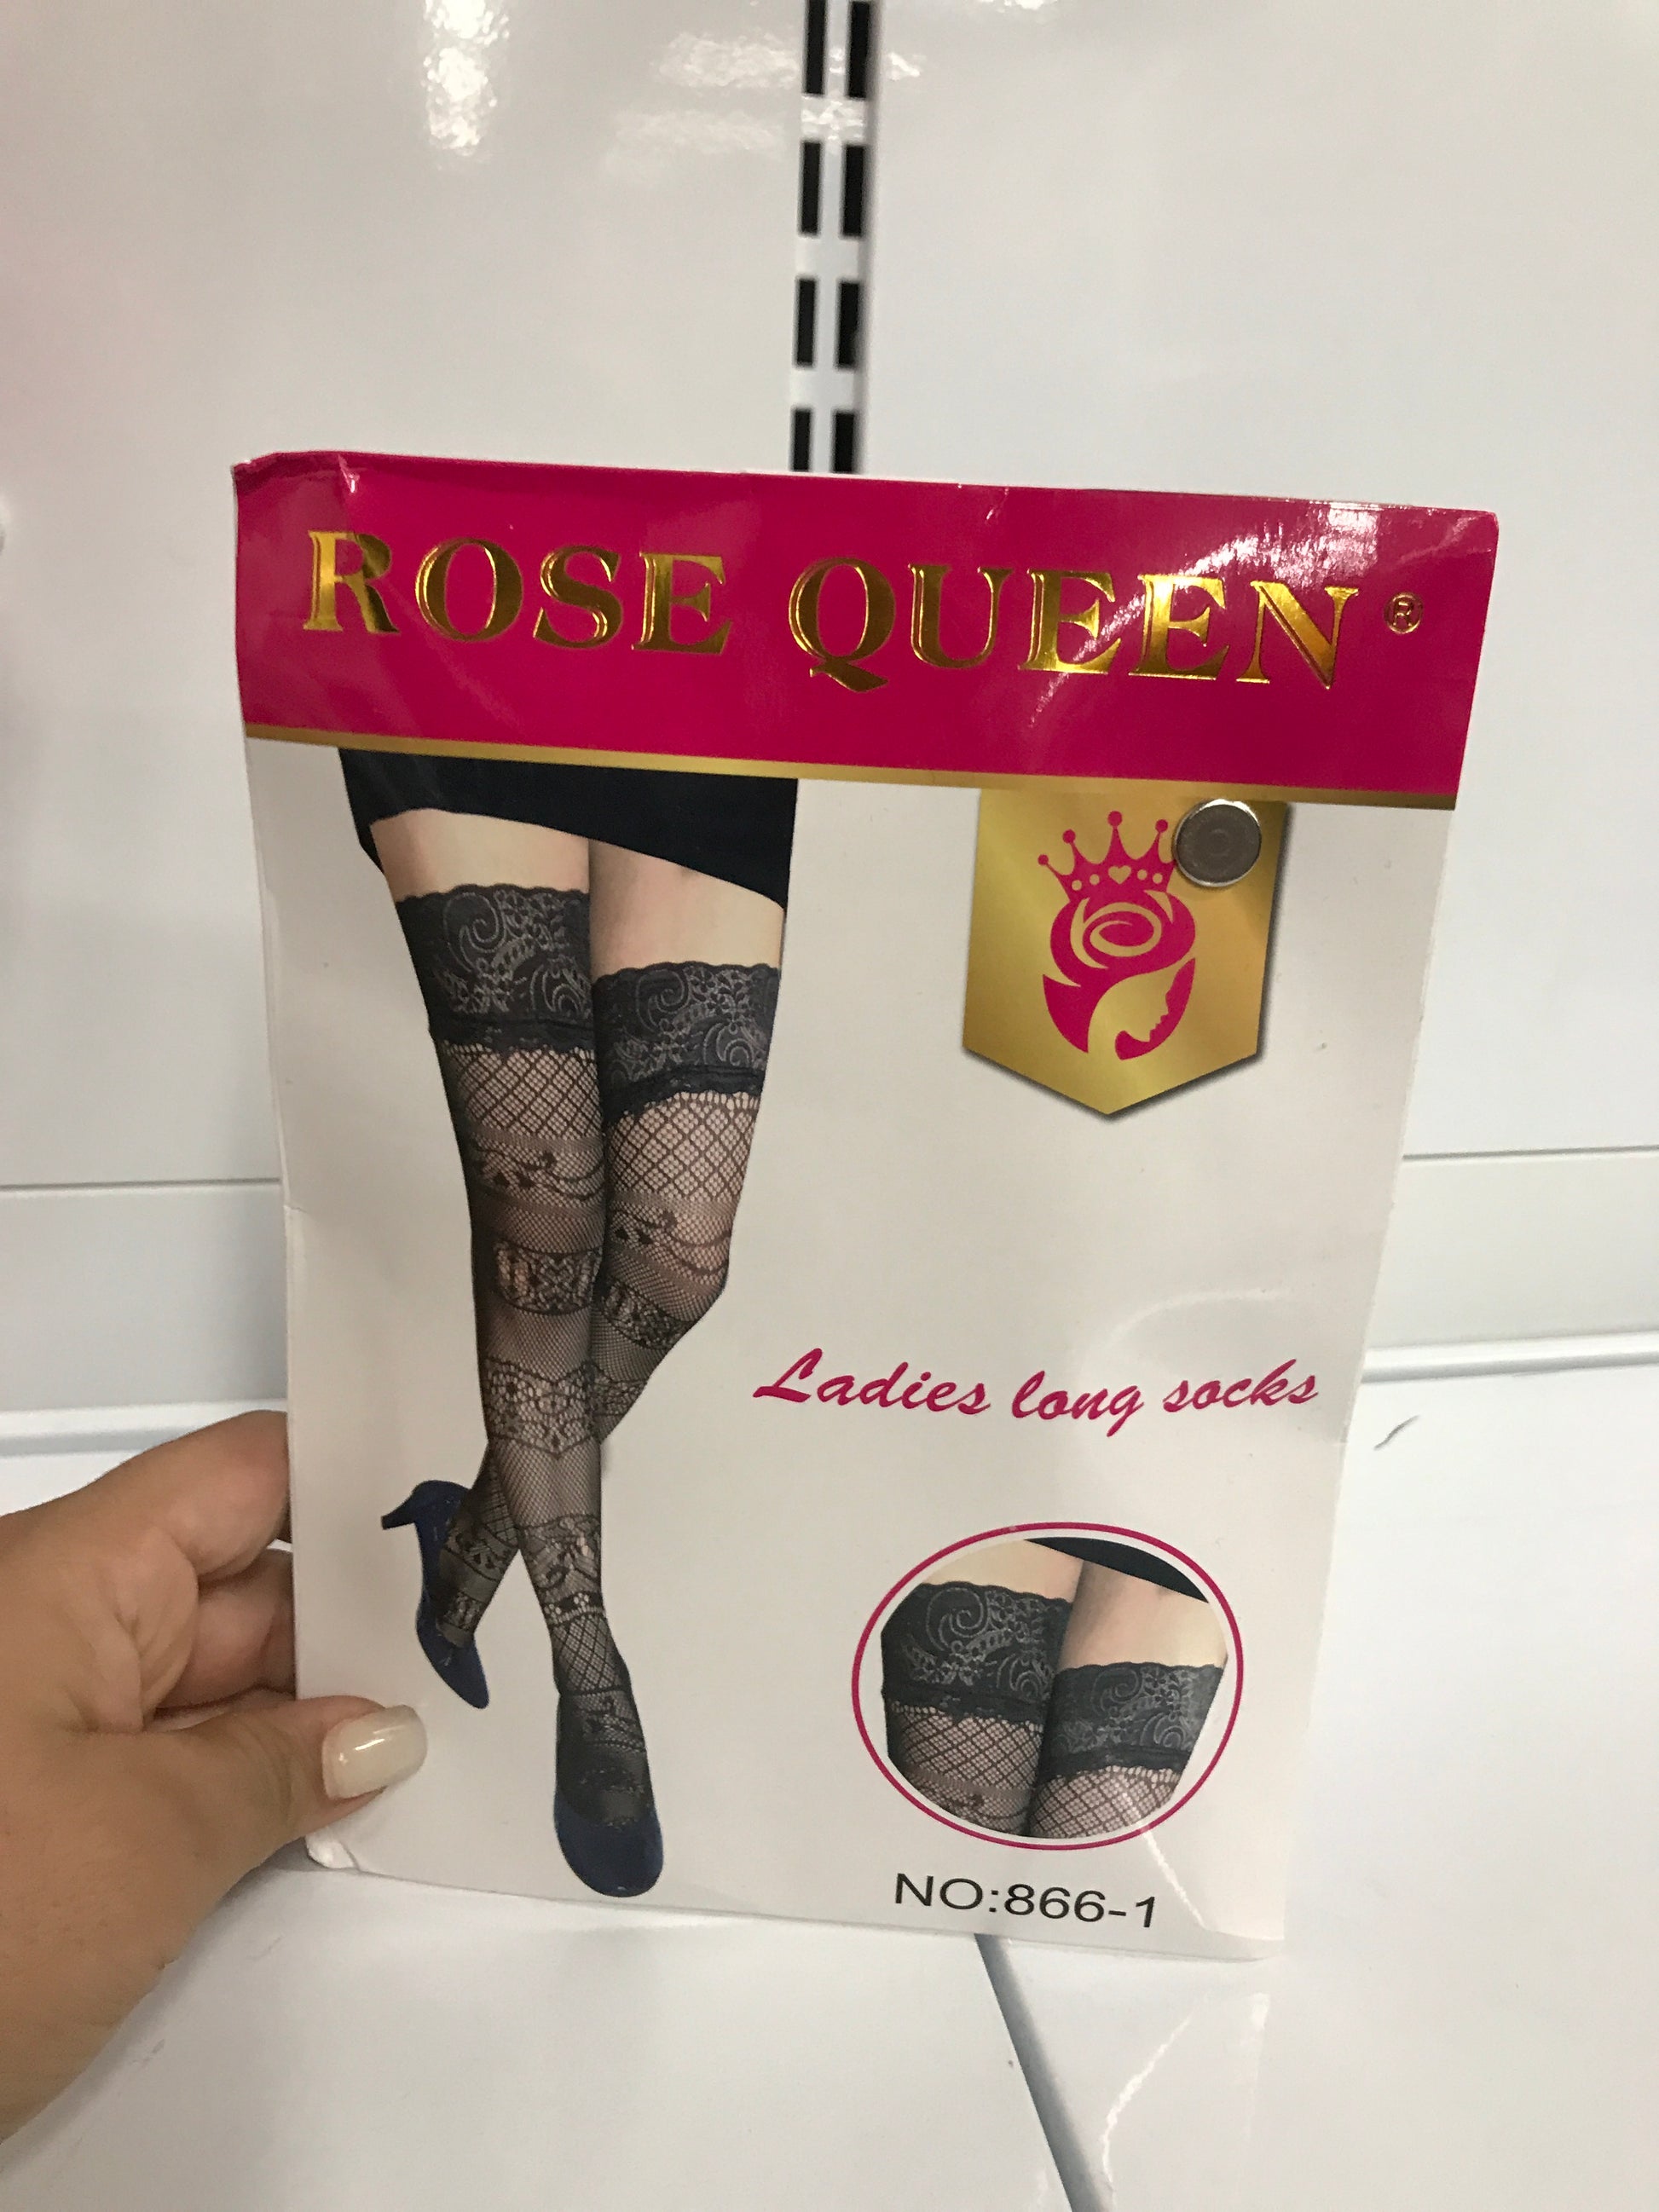 ROSE QUEEN ®
Ladies long socks
NO:866-1